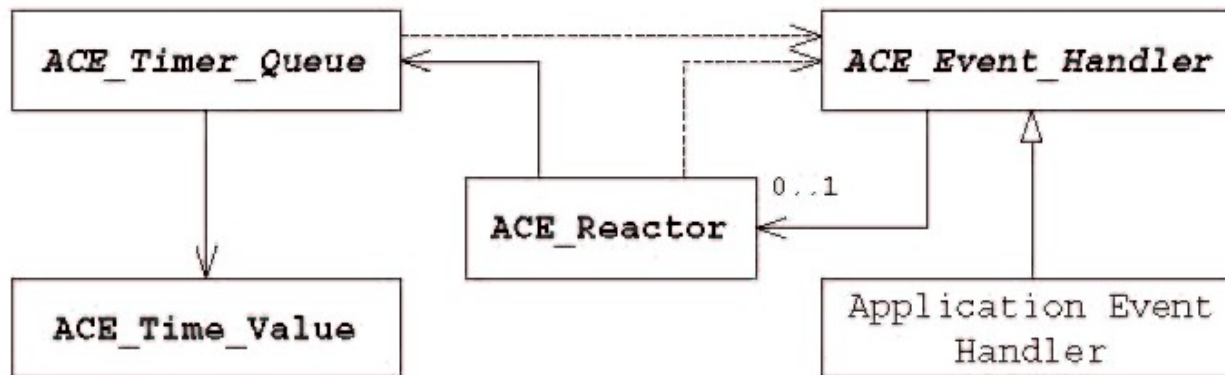 ACE_Timer_Queue
ACE_Event_Handler
0..1
ACE_Reactor
ACE_Time_Value
Application Event
Handler